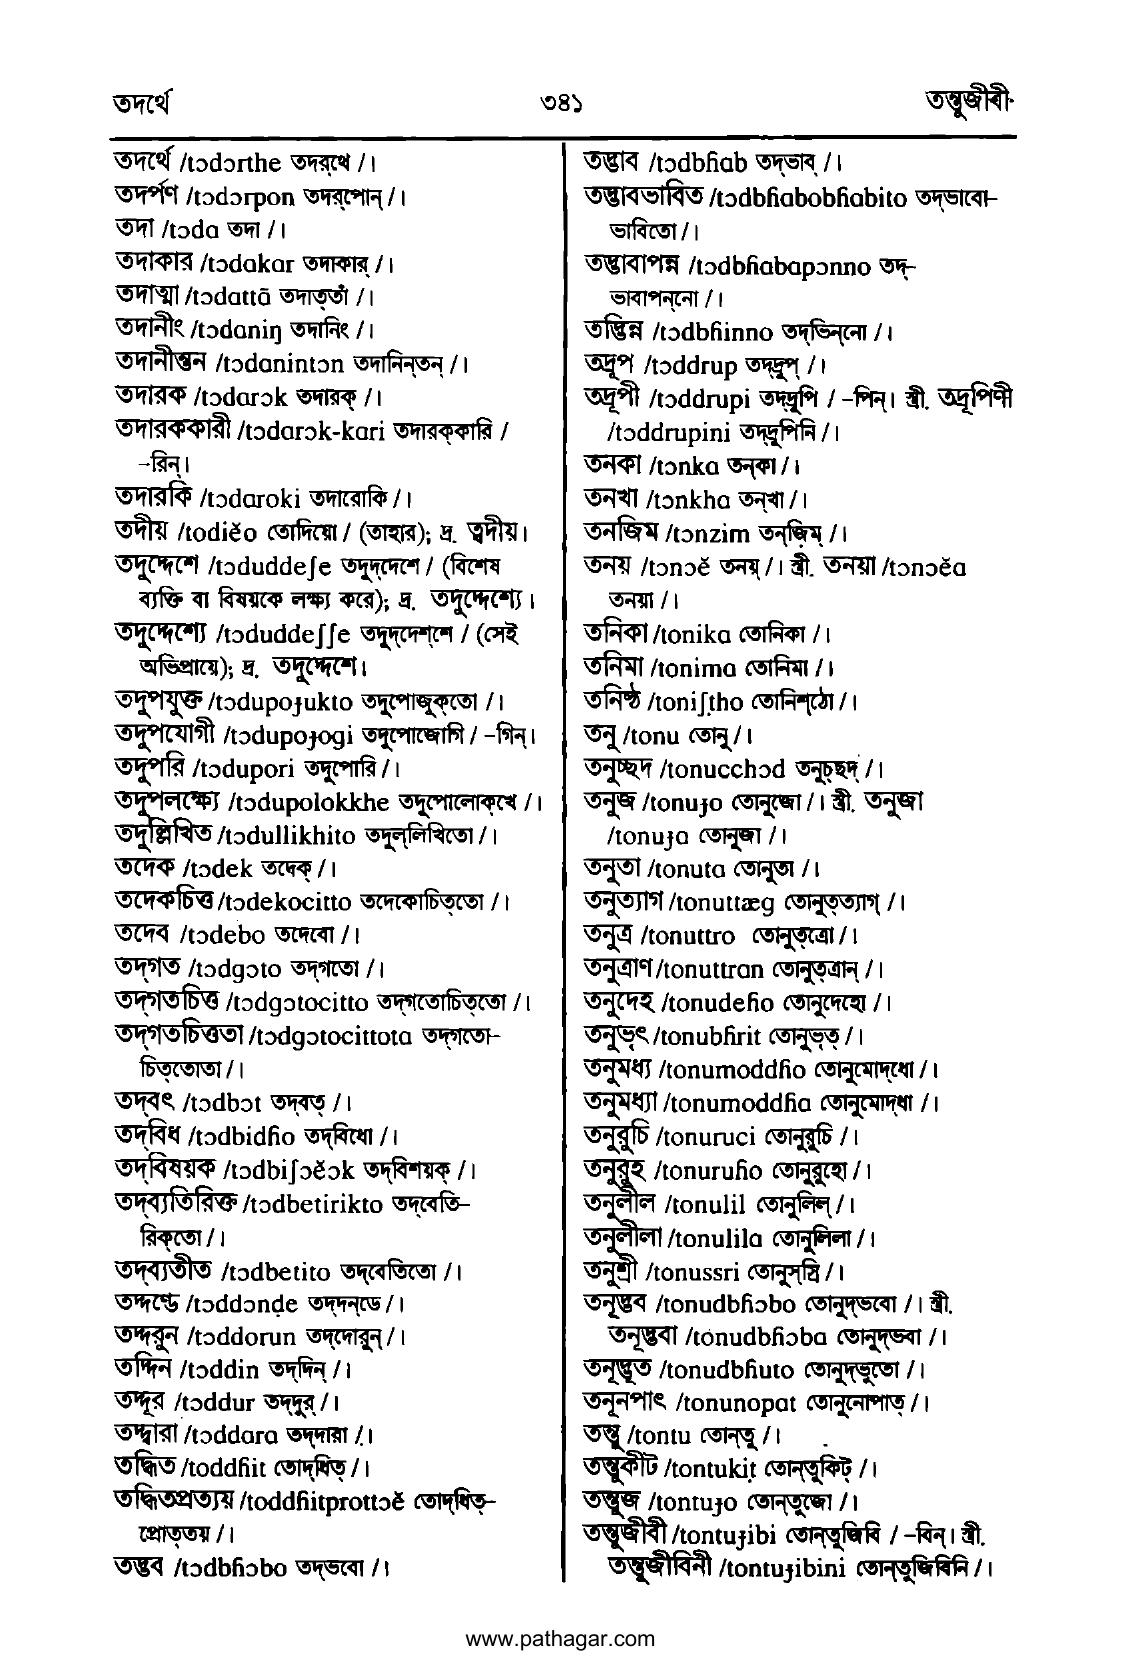 তদর্থে ৩৪১ তন্তুজীবী
তদর্থে /tɔdɔrthe তদর্‌থে /।
তদর্পণ /tɔdɔrpon তদর্‌পোন্ /।
তদা /tɔda তদা /।
তদাকার /tɔdakar তদাকার্ /।
তদাত্মা /tɔdattã তদাত্‌তাঁ /।
তদানীং /tɔdaniŋ তদানিং /।
তদানীন্তন /tɔdanintɔn তদানিন্‌তন্ /।
তদারক /tɔdarɔk তদারক্ /।
তদারককারী /tɔdarɔk-kari তদারক্‌কারি /
-রিন্।
তদারকি /tɔdaroki তদারোকি /।
তদীয় /todiĕo তোদিয়ো / (তাহার); দ্র. ত্বদীয়।
তদুদ্দেশে /tɔduddeʃe তদুদ্‌দেশে / (বিশেষ
ব্যক্তি বা বিষয়কে লক্ষ্য করে); দ্র. তদুদ্দেশ্যে।
তদুদ্দেশ্যে /tɔduddeʃʃe তদুদ্‌দেশ্‌শে / (সেই
অভিপ্রায়ে); দ্র. তদুদ্দেশে।
তদুপযুক্ত /tɔdupoɟukto তদুপোজুক্‌তো /।
তদুপযোগী /tɔdupoɟogi তদুপোজোগি / -গিন্।
তদুপরি /tɔdupori তদুপোরি /।
তদুপলক্ষ্যে /tɔdupolokkhe তদুপোলোক্‌খে /।
তদুল্লিখিত /tɔdullikhito তদুল্‌লিখিতো /।
তদেক /tɔdek তদেক্ /।
তদেকচিত্ত /tɔdekocitto তদেকোচিত্‌তো /।
তদেব /tɔdebo তদেবো /।
তদ্‌গত /tɔdgɔto তদ্‌গতো /।
তদ্‌গতচিত্ত /tɔdgɔtocitto তদ্‌গতোচিত্‌তো /।
তদ্‌গতচিত্ততা /tɔdgɔtocittota তদ্‌গতো-
চিত্‌তোতা /।
তদ্‌বৎ /tɔdbɔt তদ্‌বত্ /।
তদ্‌বিধ /tɔdbidɦo তদ্‌বিধো /।
তদ্‌বিষয়ক /tɔdbiʃɔĕɔk তদ্‌বিশয়ক্ /।
তদ্‌ব্যতিরিক্ত /tɔdbetirikto তদ্‌বেতি-
রিক্‌তো /।
তদ্‌ব্যতীত /tɔdbetito তদ্‌বেতিতো /।
তদ্দণ্ডে /tɔddɔnḍe তদ্‌দন্‌ডে /।
তদ্দরুন /tɔddorun তদ্‌দোরুন্ /।
তদ্দিন /tɔddin তদ্‌দিন্ /।
তদ্দূর /tɔddur তদ্‌দুর্ /।
তদ্দ্বারা /tɔddara তদ্‌দারা /।
তদ্ধিত /toddɦit তোদ্‌ধিত্ /।
তদ্ধিতপ্রত্যয় /toddɦitprottɔĕ তোদ্‌ধিত্‌-
প্রোত্‌তয় /।
তদ্ভব /tɔdbɦɔbo তদ্‌ভবো /।
তদ্ভাব /tɔdbɦab তদ্‌ভাব্ /।
তদ্ভাবভাবিত /tɔdbɦabobɦabito তদ্‌ভাবো-
ভাবিতো /।
তদ্ভাবাপন্ন /tɔdbɦabapɔnno তদ্‌-
ভাবাপন্‌নো /।
তদ্ভিন্ন /tɔdbɦinno তদ্‌ভিন্‌নো /।
তদ্রূপ /tɔddrup তদ্‌দ্রুপ্ /।
তদ্রূপী /tɔddrupi তদ্‌দ্রুপি / -পিন্। স্ত্রী. তদ্রূপিণী
/tɔddrupini তদ্‌দ্রুপিনি /।
তনকা /tɔnka তন্‌কা /।
তনখা /tɔnkha তন্‌খা /।
তনজিম /tɔnzim তন্‌জ়িম্ /।
তনয় /tɔnɔĕ তনয়্ /। স্ত্রী. তনয়া /tɔnɔĕa
তনয়া /।
তনিকা /tonika তোনিকা /।
তনিমা /tonima তোনিমা /।
তনিষ্ঠ /toniʃṭho তোনিশ্‌ঠো /।
তনু /tonu তোনু /।
তনুচ্ছদ /tonucchɔd তনুচ্‌ছদ্ /।
তনুজ /tonuɟo তোনুজো /। স্ত্রী. তনুজা
/tonuɟa তোনুজা /।
তনুতা /tonuta তোনুতা /।
তনুত্যাগ /tonuttæg তোনুত্‌ত্যাগ্ /।
তনুত্র /tonuttro তোনুত্‌ত্রো /।
তনুত্রাণ /tonuttran তোনুত্‌ত্রান্ /।
তনুদেহ /tonudeɦo তোনুদেহো /।
তনুভৃৎ /tonubɦrit তোনুভৃত্ /।
তনুমধ্য /tonumoddɦo তোনুমোদ্‌ধো /।
তনুমধ্যা /tonumoddɦa তোনুমোদ্‌ধা /।
তনুরুচি /tonuruci তোনুরুচি /।
তনুরুহ /tonuruɦo তোনুরুহো /।
তনুলীল /tonulil তোনুলিল্ /।
তনুলীলা /tonulila তোনুলিলা /।
তনুশ্রী /tonussri তোনুস্‌স্রি /।
তনূদ্ভব /tonudbɦɔbo তোনুদ্‌ভবো /। স্ত্রী.
তনূদ্ভবা /tonudbɦɔba তোনুদ্‌ভবা /।
তনূদ্ভূত /tonudbɦuto তোনুদ্‌ভুতো /।
তনূনপাৎ /tonunopat তোনুনোপাত্ /।
তন্তু /tontu তোন্‌তু /।
তন্তুকীট /tontukiṭ তোন্‌তুকিট্ /।
তন্তুজ /tontuɟo তোন্‌তুজো /।
তন্তুজীবী /tontuɟibi তোন্‌তুজিবি / -বিন্। স্ত্রী.
তন্তুজীবিনী /tontuɟibini তোন্‌তুজিবিনি /।
www.pathagar.com